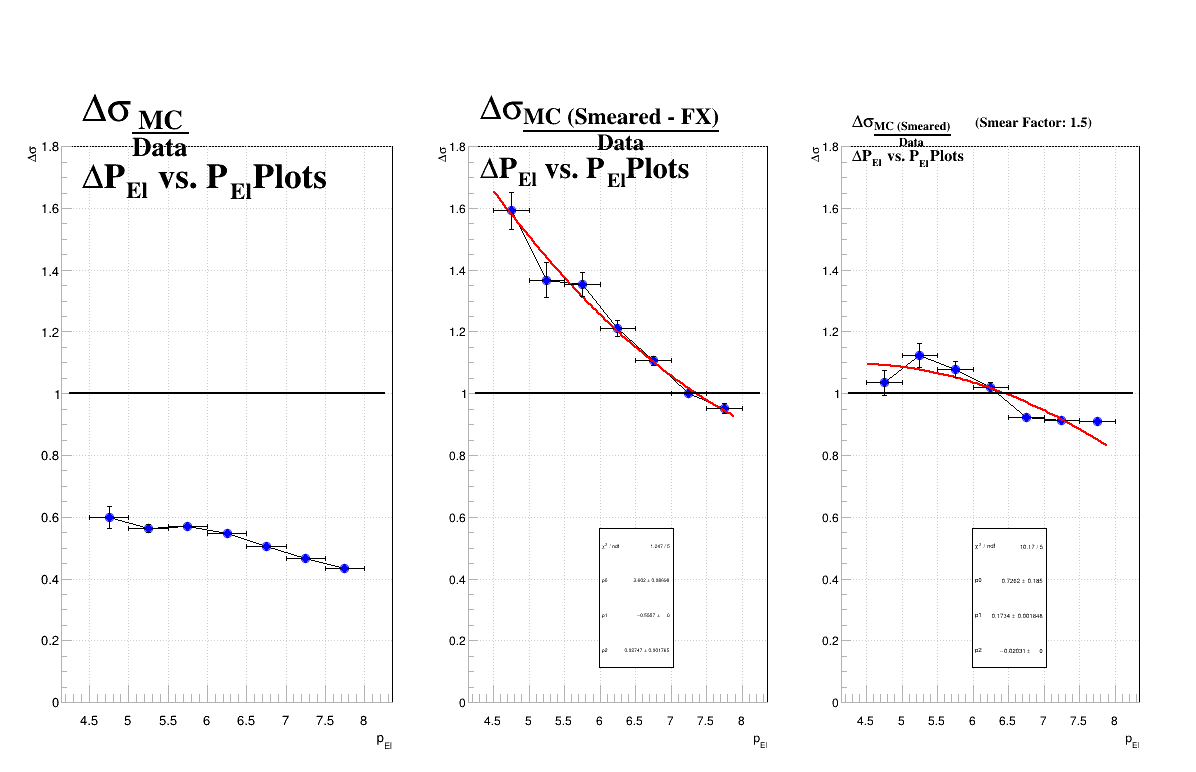 Δσ MC
Data
ΔP El vs. P El Plots
Δσ
1.8
1.6
1.4
1.2
1
0.8
0.6
0.4
0.2
0
4.5 5 5.5 6 6.5 7 7.5 8
p El
Δσ MC (Smeared - FX)
Data
ΔP El vs. P El Plots
Δσ
1.8
1.6
1.4
1.2
1
0.8
0.6
0.4
0.2
0
χ² / ndf 1.247 / 5
p0
p1
p2
4.5 5 5.5 6 6.5 7 7.5 8
p El
Δσ MC (Smeared) (Smear Factor: 1.5)
Data
ΔP El vs. P El Plots
Δσ
1.8
1.6
1.4
1.2
1
0.8
0.6
0.4
0.2
0
χ² / ndf 10.17 / 5
p0 0.7262 ± 0.185
p1 0.1734 ± 0.001848
p2 −0.02031 ± 0
4.5 5 5.5 6 6.5 7 7.5 8
p El